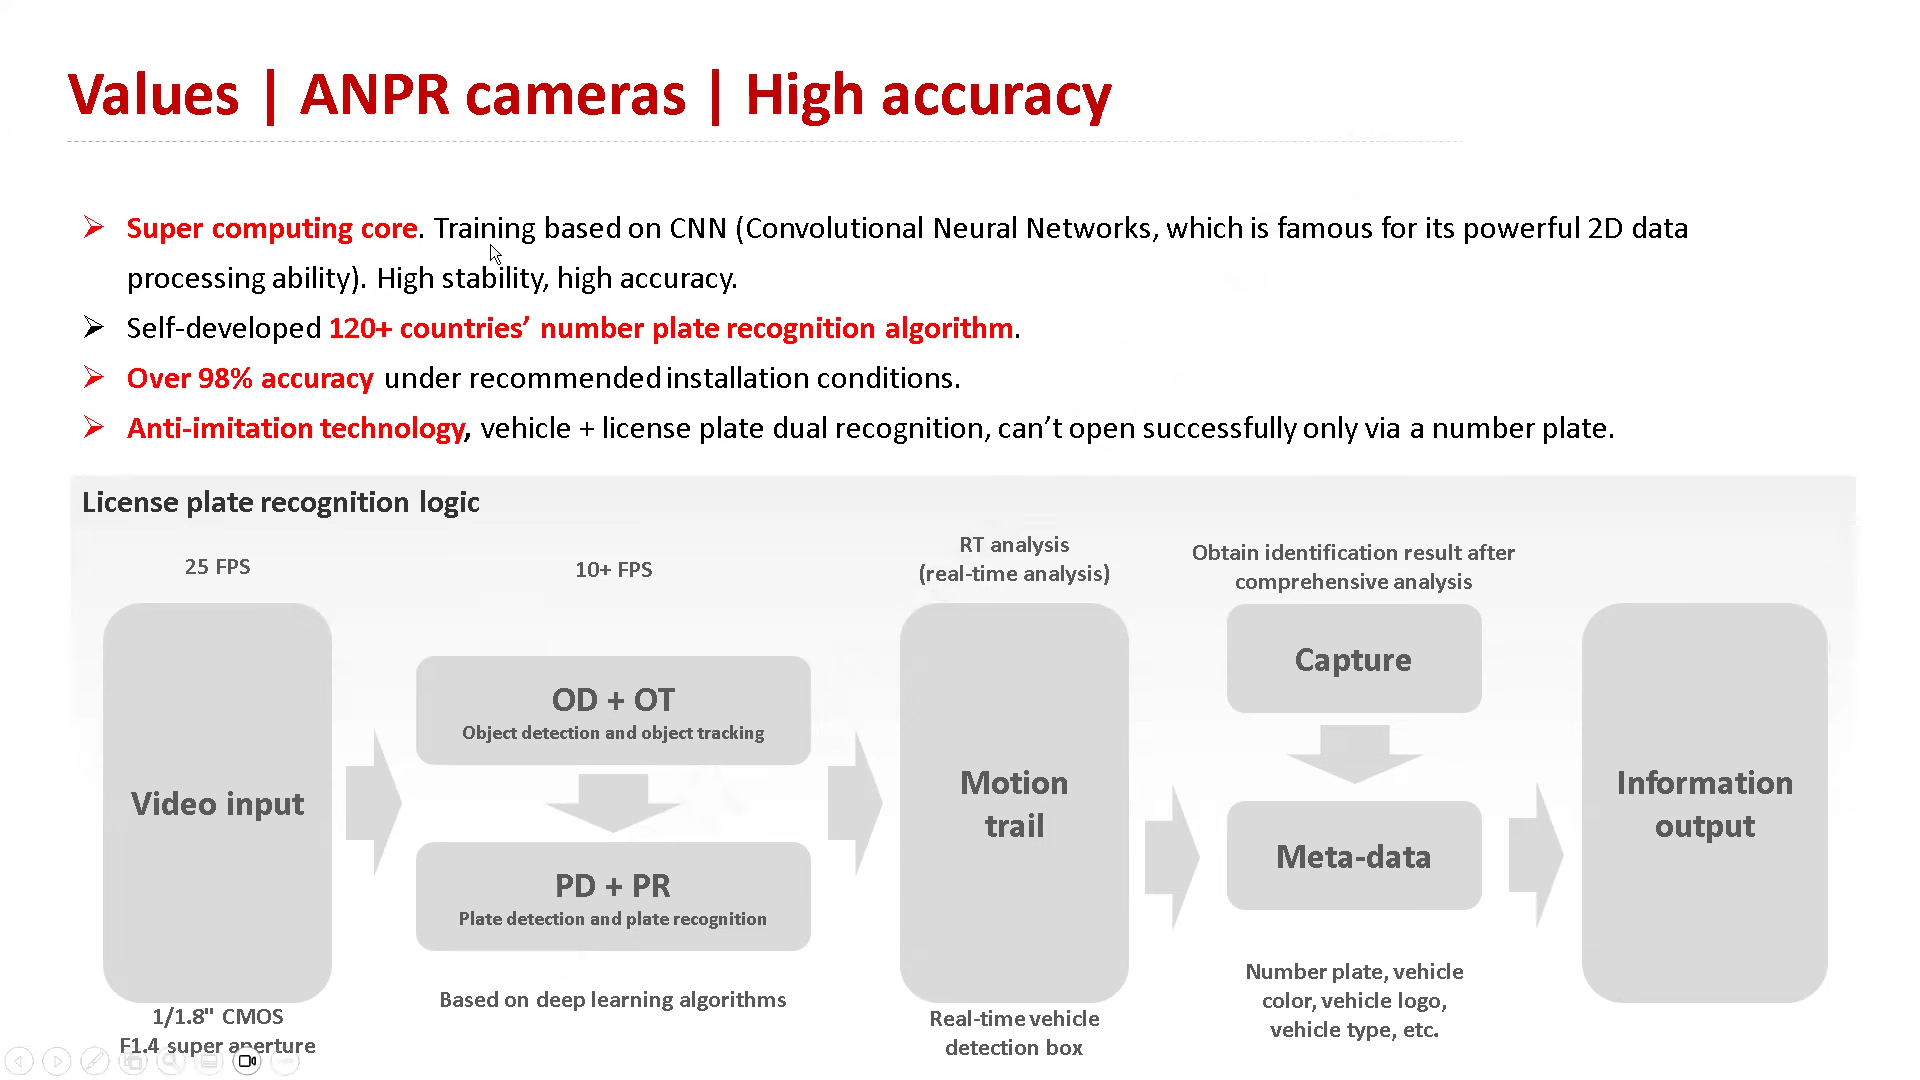 Values | ANPR cameras | High accuracy
Super computing core. Training based on CNN (Convolutional Neural Networks, which is famous for its powerful 2D data
processing ability). High stability, high accuracy.
Self-developed 120+ countries’ number plate recognition algorithm.
Over 98% accuracy under recommended installation conditions.
Anti-imitation technology, vehicle + license plate dual recognition, can’t open successfully only via a number plate.
License plate recognition logic
25 FPS
10+ FPS
RT analysis
(real-time analysis)
Obtain identification result after
comprehensive analysis
Video input
OD + OT
Object detection and object tracking
PD + PR
Plate detection and plate recognition
Motion
trail
Capture
Meta-data
Information
output
1/1.8" CMOS
F1.4 super aperture
Based on deep learning algorithms
Real-time vehicle
detection box
Number plate, vehicle
color, vehicle logo,
vehicle type, etc.